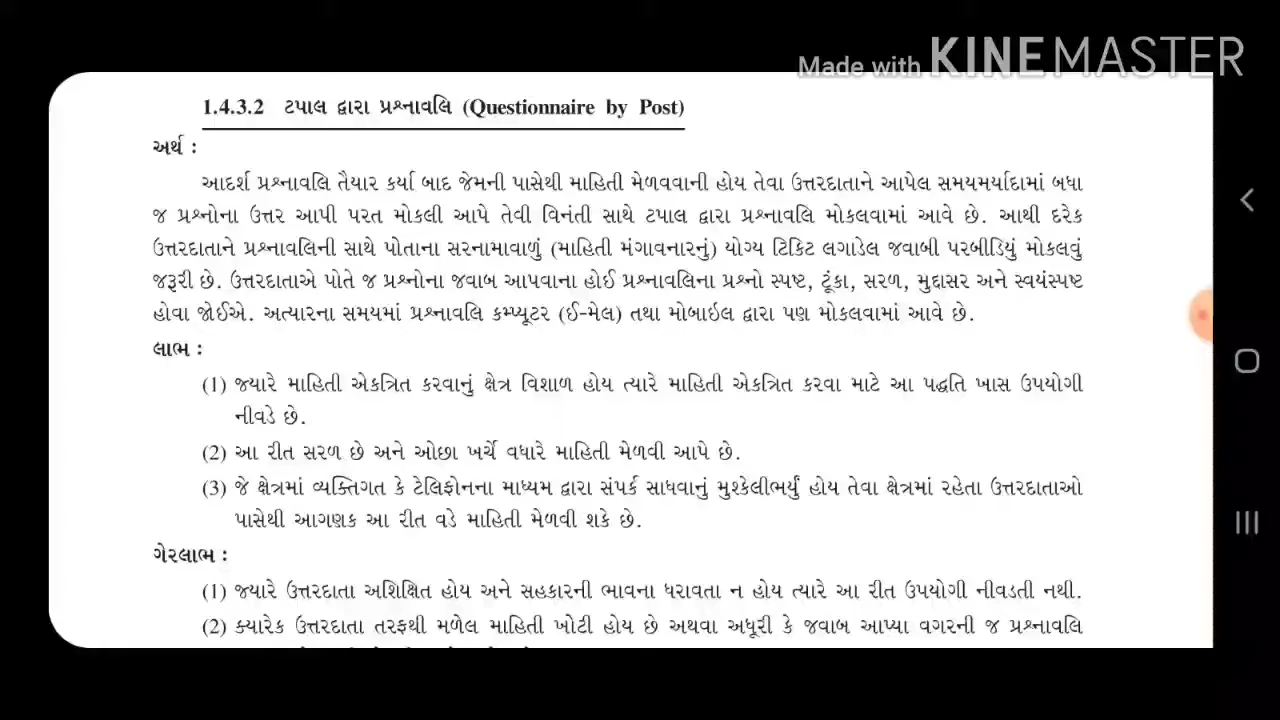 Made with KINEMASTER
1.4.3.2 ટપાલ દ્વારા પ્રશ્નાવલિ (Questionnaire by Post)
અર્થ :
આદર્શ પ્રશ્નાવલિ તૈયાર કર્યા બાદ જેમની પાસેથી માહિતી મેળવવાની હોય તેવા ઉત્તરદાતાને આપેલ સમયમર્યાદામાં બધા
જ પ્રશ્નોના ઉત્તર આપી પરત મોકલી આપે તેવી વિનંતી સાથે ટપાલ દ્વારા પ્રશ્નાવલિ મોકલવામાં આવે છે. આથી દરેક
ઉત્તરદાતાને પ્રશ્નાવલિની સાથે પોતાના સરનામાવાળું (માહિતી મંગાવનારનું) યોગ્ય ટિકિટ લગાડેલ જવાબી પરબીડિયું મોકલવું
જરૂરી છે. ઉત્તરદાતાએ પોતે જ પ્રશ્નોના જવાબ આપવાના હોઈ પ્રશ્નાવલિના પ્રશ્નો સ્પષ્ટ, ટૂંકા, સરળ, મુદ્દાસર અને સ્વયંસ્પષ્ટ
હોવા જોઈએ. અત્યારના સમયમાં પ્રશ્નાવલિ કમ્પ્યૂટર (ઈ-મેલ) તથા મોબાઇલ દ્વારા પણ મોકલવામાં આવે છે.
લાભ :
(1) જ્યારે માહિતી એકત્રિત કરવાનું ક્ષેત્ર વિશાળ હોય ત્યારે માહિતી એકત્રિત કરવા માટે આ પદ્ધતિ ખાસ ઉપયોગી
નીવડે છે.
(2) આ રીત સરળ છે અને ઓછા ખર્ચે વધારે માહિતી મેળવી આપે છે.
(3) જે ક્ષેત્રમાં વ્યક્તિગત કે ટેલિફોનના માધ્યમ દ્વારા સંપર્ક સાધવાનું મુશ્કેલીભર્યું હોય તેવા ક્ષેત્રમાં રહેતા ઉત્તરદાતાઓ
પાસેથી આગણક આ રીત વડે માહિતી મેળવી શકે છે.
ગેરલાભ :
(1) જ્યારે ઉત્તરદાતા અશિક્ષિત હોય અને સહકારની ભાવના ધરાવતા ન હોય ત્યારે આ રીત ઉપયોગી નીવડતી નથી.
(2) ક્યારેક ઉત્તરદાતા તરફથી મળેલ માહિતી ખોટી હોય છે અથવા અધૂરી કે જવાબ આપ્યા વગરની જ પ્રશ્નાવલિ